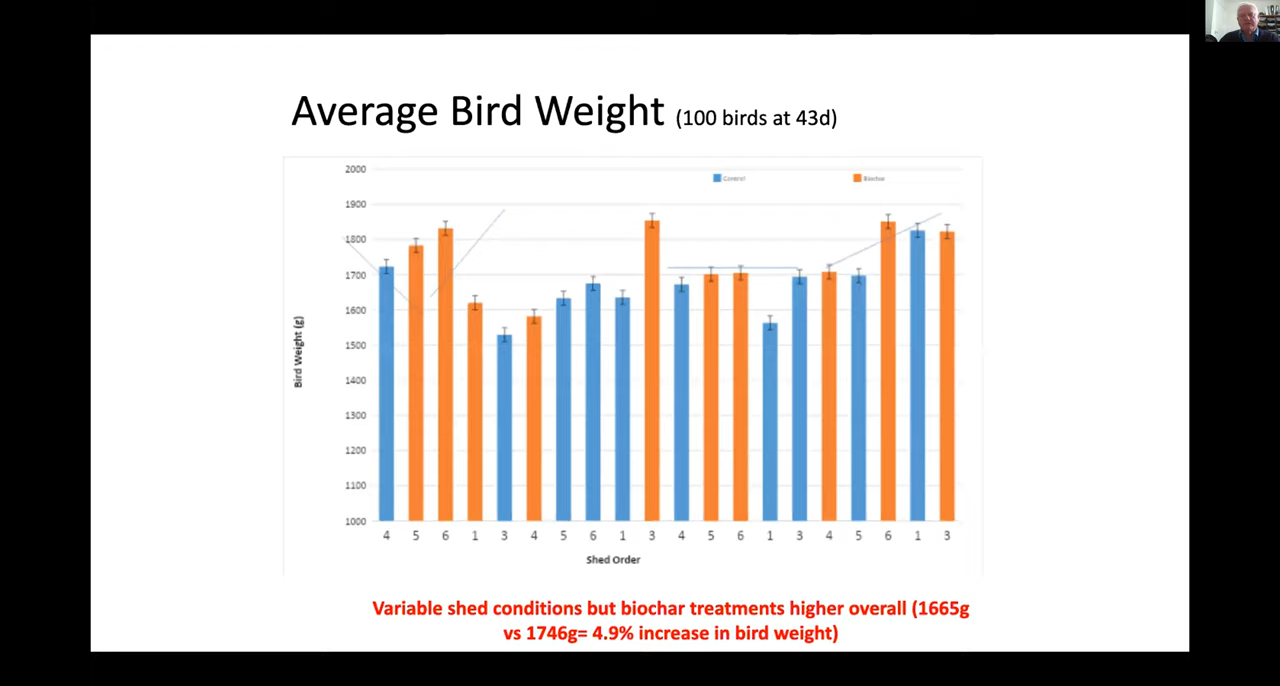 Average Bird Weight (100 birds at 43d)
2000
Control
1900
1800
1700
1600
1500
1400
1300
1200
1100
1000
Bird Weight (g)
4 5 6 1 3 4 5 6 1 3 4 5 6 1 3 4 5 6 1 3
Shed Order
Variable shed conditions but biochar treatments higher overall (1665g
vs 1746g= 4.9% increase in bird weight)